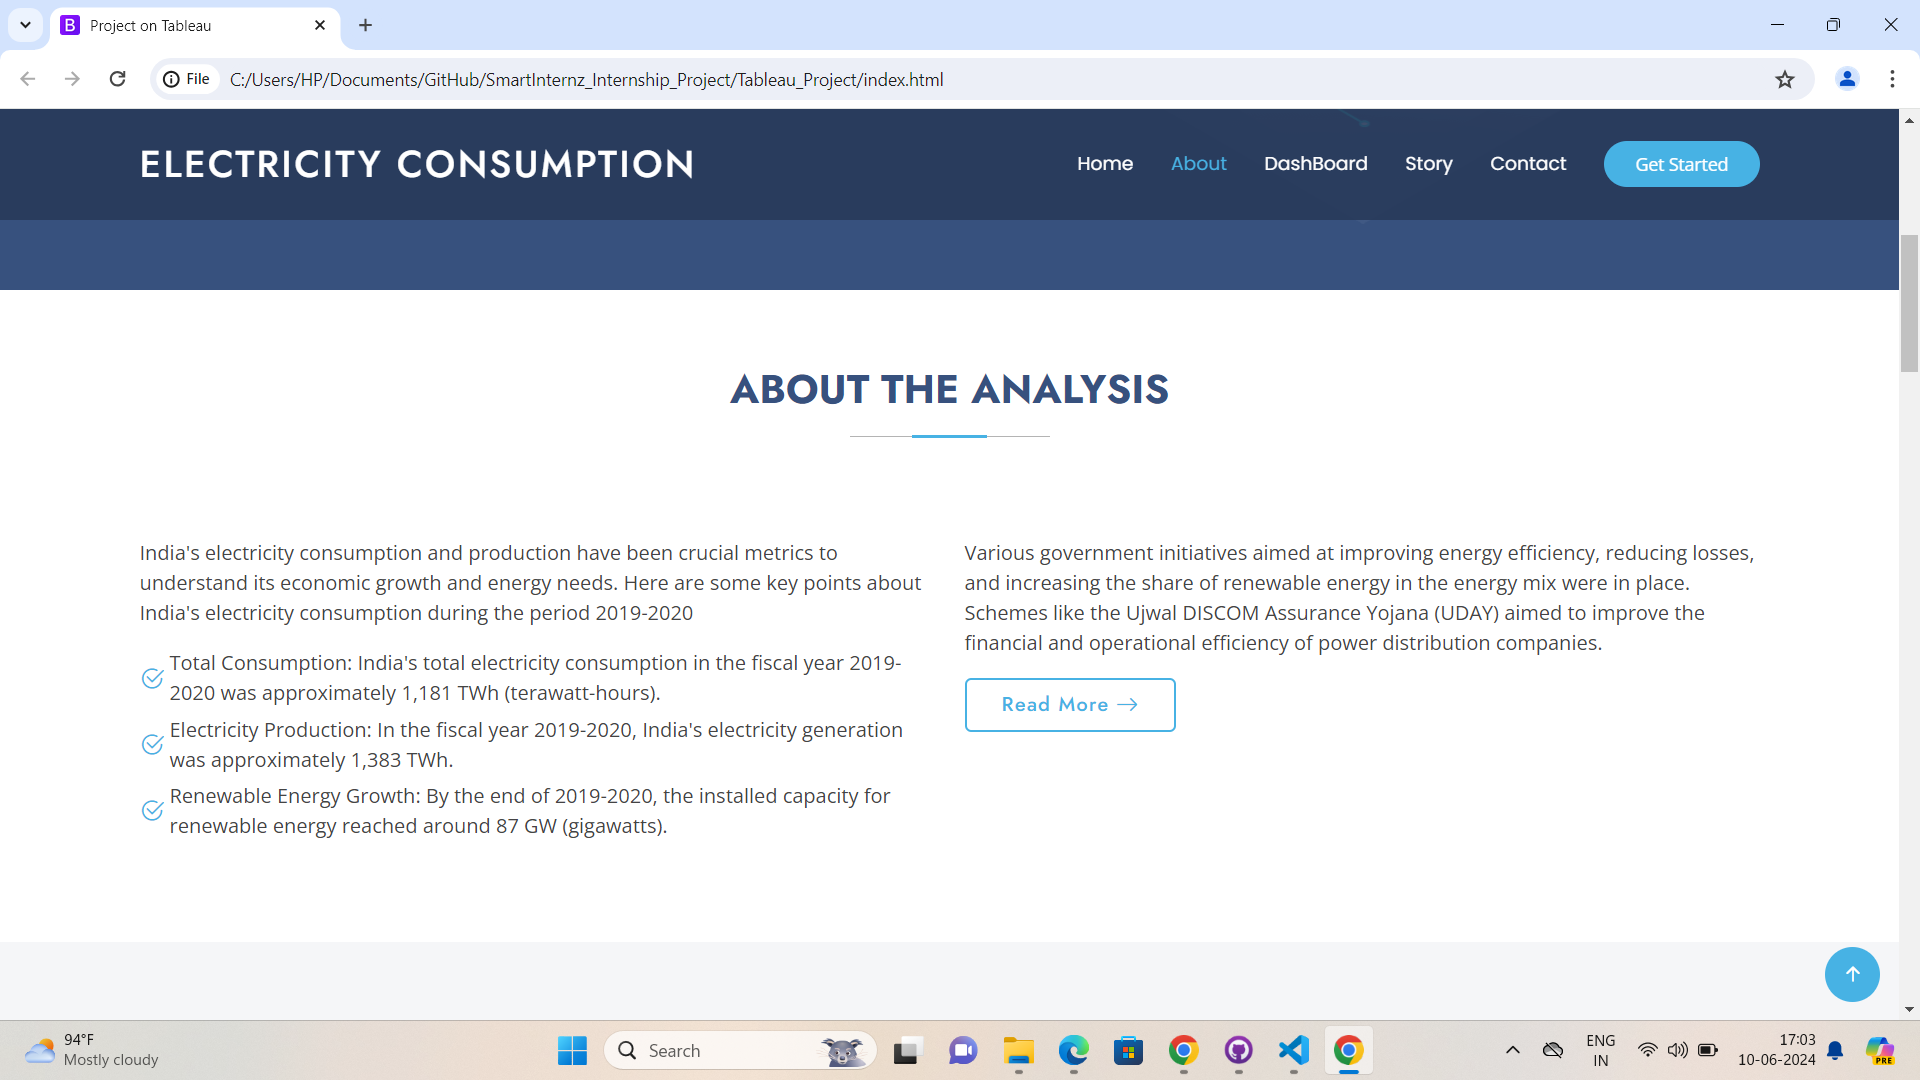 Project on Tableau
File
C:/Users/HP/Documents/GitHub/SmartInternz_Internship_Project/Tableau_Project/index.html
ELECTRICITY CONSUMPTION
Home
About
DashBoard
Story
Contact
Get Started
ABOUT THE ANALYSIS
India's electricity consumption and production have been crucial metrics to
understand its economic growth and energy needs. Here are some key points about
India's electricity consumption during the period 2019-2020
Total Consumption: India's total electricity consumption in the fiscal year 2019-
2020 was approximately 1,181 TWh (terawatt-hours).
Electricity Production: In the fiscal year 2019-2020, India's electricity generation
was approximately 1,383 TWh.
Renewable Energy Growth: By the end of 2019-2020, the installed capacity for
renewable energy reached around 87 GW (gigawatts).
Various government initiatives aimed at improving energy efficiency, reducing losses,
and increasing the share of renewable energy in the energy mix were in place.
Schemes like the Ujwal DISCOM Assurance Yojana (UDAY) aimed to improve the
financial and operational efficiency of power distribution companies.
Read More
94°F
Mostly cloudy
Search
ENG
IN
17:03
10-06-2024
PRE